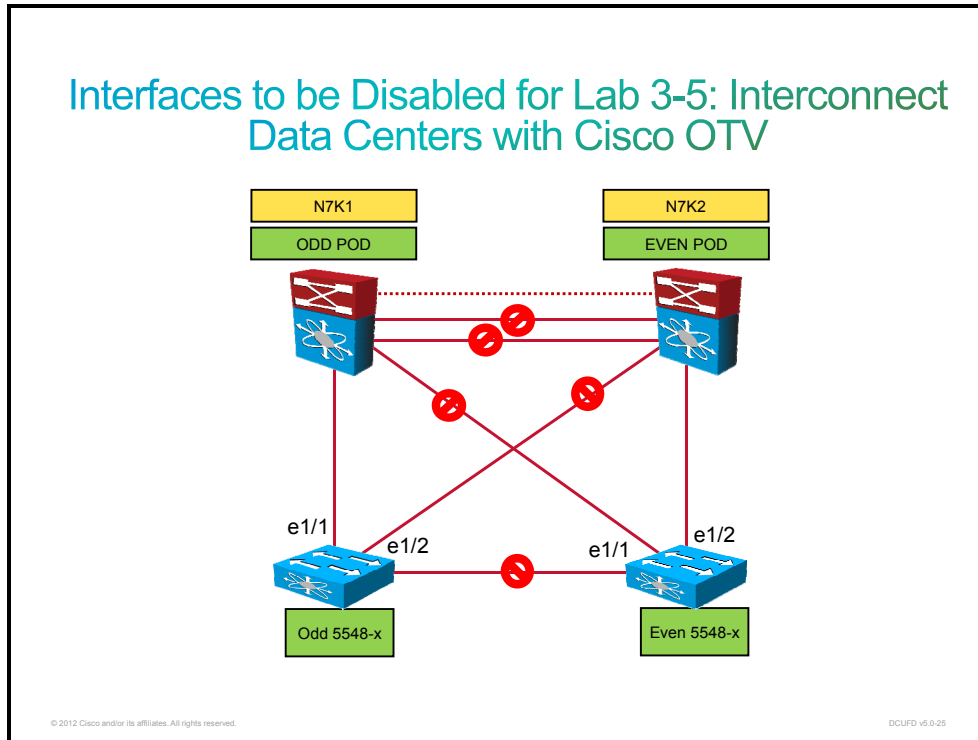 Interfaces to be Disabled for Lab 3-5: Interconnect
Data Centers with Cisco OTV
N7K1
N7K2
ODD POD
EVEN POD
e1/1
e1/2
e1/1
e1/2
Odd 5548-x
Even 5548-x
© 2012 Cisco and/or its affiliates. All rights reserved.
DCUFD v5.0-25